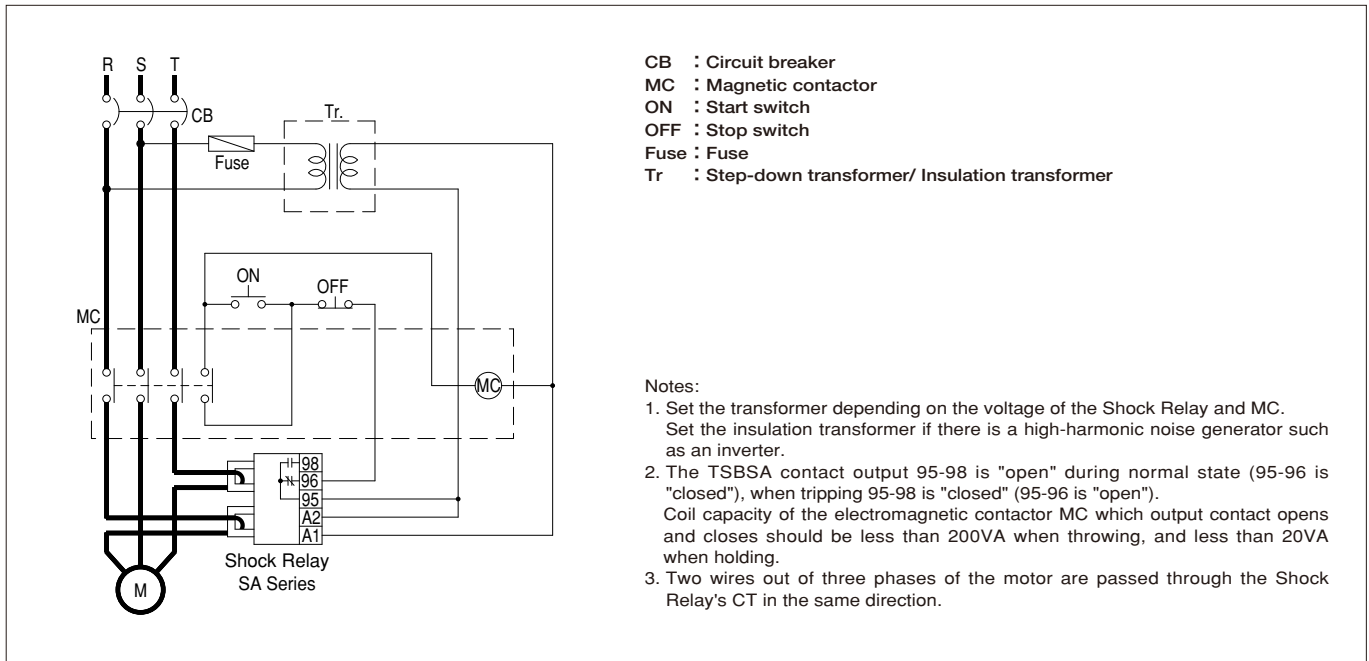 R S T
CB
Tr.
Fuse
ON
OFF
MC
MC
98
96
95
A2
A1
Shock Relay
SA Series
M
CB : Circuit breaker
MC : Magnetic contactor
ON : Start switch
OFF : Stop switch
Fuse : Fuse
Tr : Step-down transformer/ Insulation transformer
Notes:
1. Set the transformer depending on the voltage of the Shock Relay and MC.
Set the insulation transformer if there is a high-harmonic noise generator such
as an inverter.
2. The TSBSA contact output 95-98 is "open" during normal state (95-96 is
"closed"), when tripping 95-98 is "closed" (95-96 is "open").
Coil capacity of the electromagnetic contactor MC which output contact opens
and closes should be less than 200VA when throwing, and less than 20VA
when holding.
3. Two wires out of three phases of the motor are passed through the Shock
Relay's CT in the same direction.